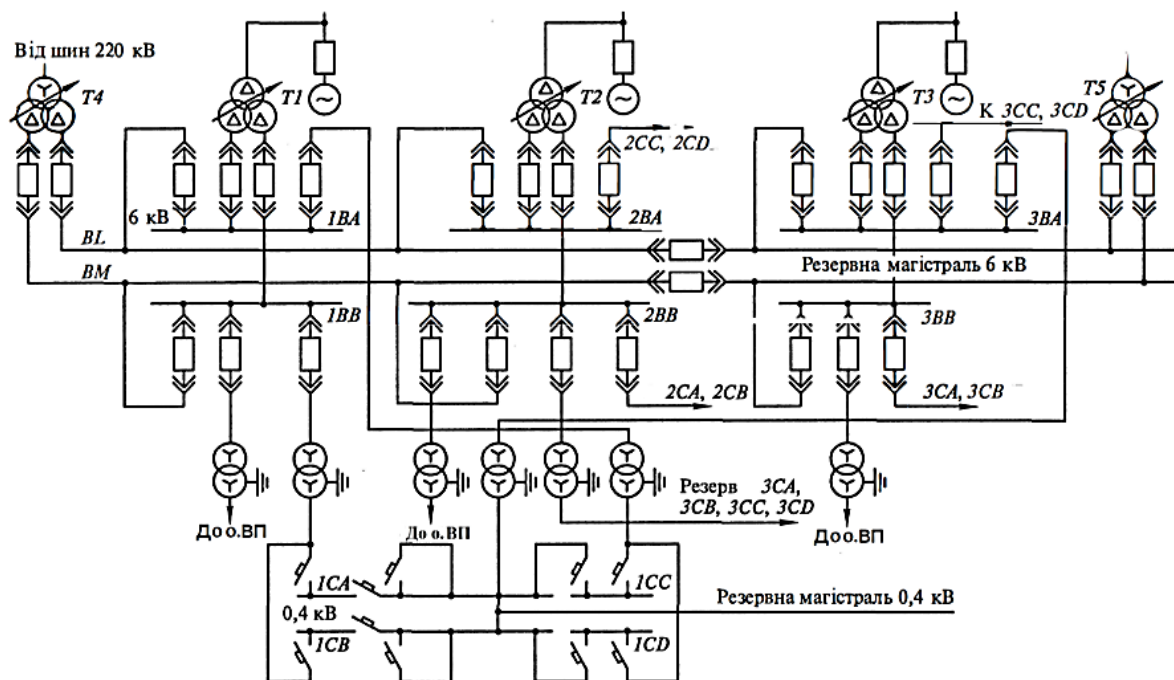 Від шин 220 кВ
T4
T1
T2
T3
T5
К 3CC, 3CD
2CC, 2CD
6 кВ
1BA
2BA
3BA
BL
Резервна магістраль 6 кВ
BM
1BB
2BB
3BB
2CA, 2CB
3CA, 3CB
Резерв 3CA,
3CB, 3CC, 3CD
До о.ВП
До о.ВП
До о.ВП
1CA
1CC
Резервна магістраль 0,4 кВ
0,4 кВ
1CB
1CD